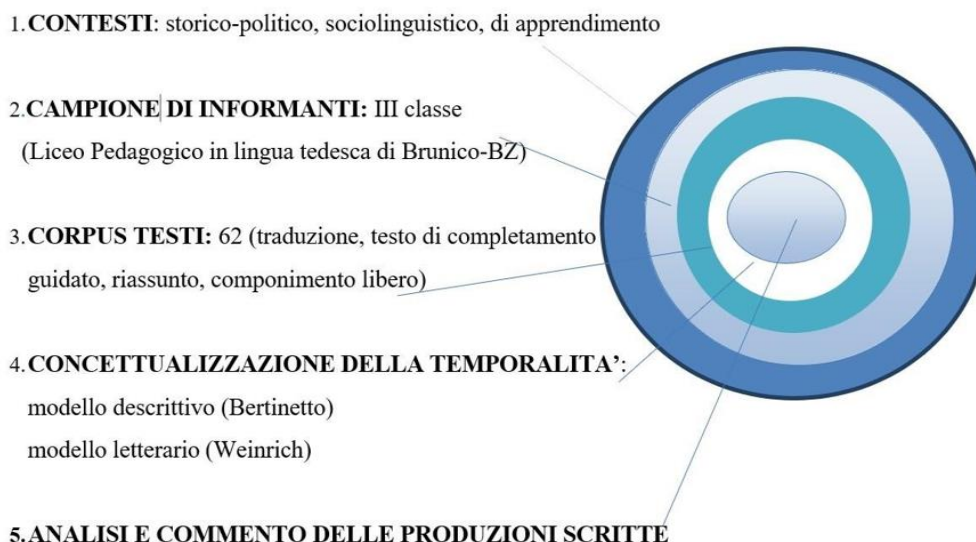 1.CONTESTI: storico-politico, sociolinguistico, di apprendimento
2.CAMPIONE DI INFORMANTI: III classe
(Liceo Pedagogico in lingua tedesca di Brunico-BZ)
3.CORPUS TESTI: 62 (traduzione, testo di completamento
guidato, riassunto, componimento libero)
4.CONCETTUALIZZAZIONE DELLA TEMPORALITA’:
modello descrittivo (Bertinetto)
modello letterario (Weinrich)
5.ANALISI E COMMENTO DELLE PRODUZIONI SCRITTE